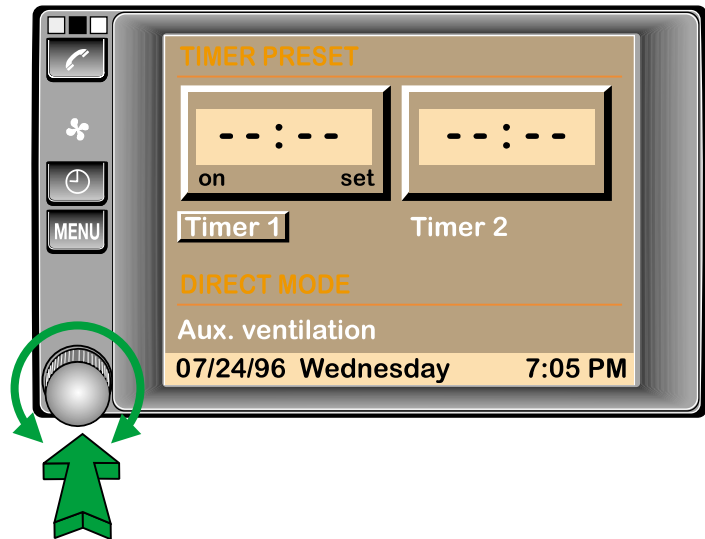 TIMER PRESET
--:-- --:--
on set
Timer 1 Timer 2
MENU
DIRECT MODE
Aux. ventilation
07/24/96 Wednesday 7:05 PM